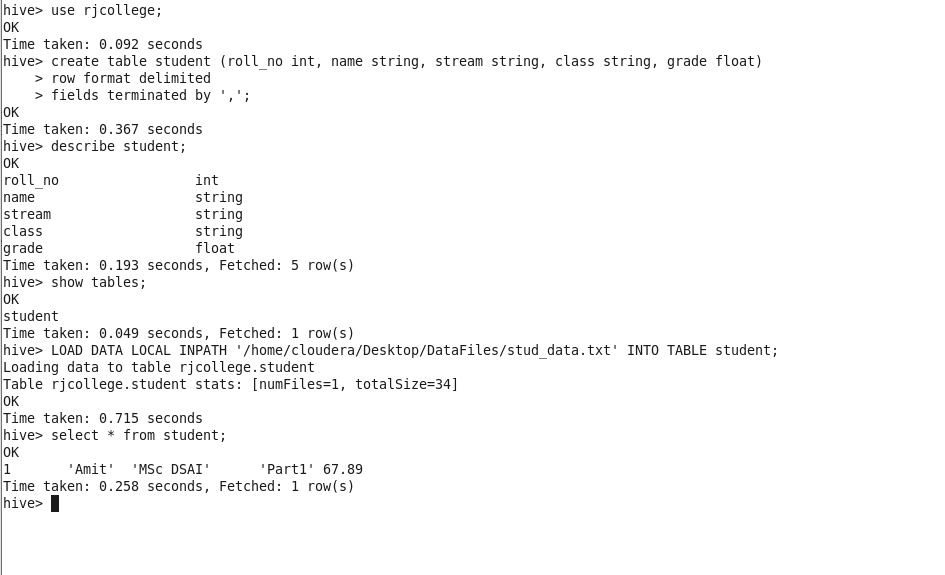 hive> use rjcollege;
OK
Time taken: 0.092 seconds
hive> create table student (roll_no int, name string, stream string, class string, grade float)
    > row format delimited
    > fields terminated by ',';
OK
Time taken: 0.367 seconds
hive> describe student;
OK
roll_no                 int
name                    string
stream                  string
class                   string
grade                   float
Time taken: 0.193 seconds, Fetched: 5 row(s)
hive> show tables;
OK
student
Time taken: 0.049 seconds, Fetched: 1 row(s)
hive> LOAD DATA LOCAL INPATH '/home/cloudera/Desktop/DataFiles/stud_data.txt' INTO TABLE student;
Loading data to table rjcollege.student
Table rjcollege.student stats: [numFiles=1, totalSize=34]
OK
Time taken: 0.715 seconds
hive> select * from student;
OK
1       'Amit'  'MSc DSAI'      'Part1' 67.89
Time taken: 0.258 seconds, Fetched: 1 row(s)
hive>